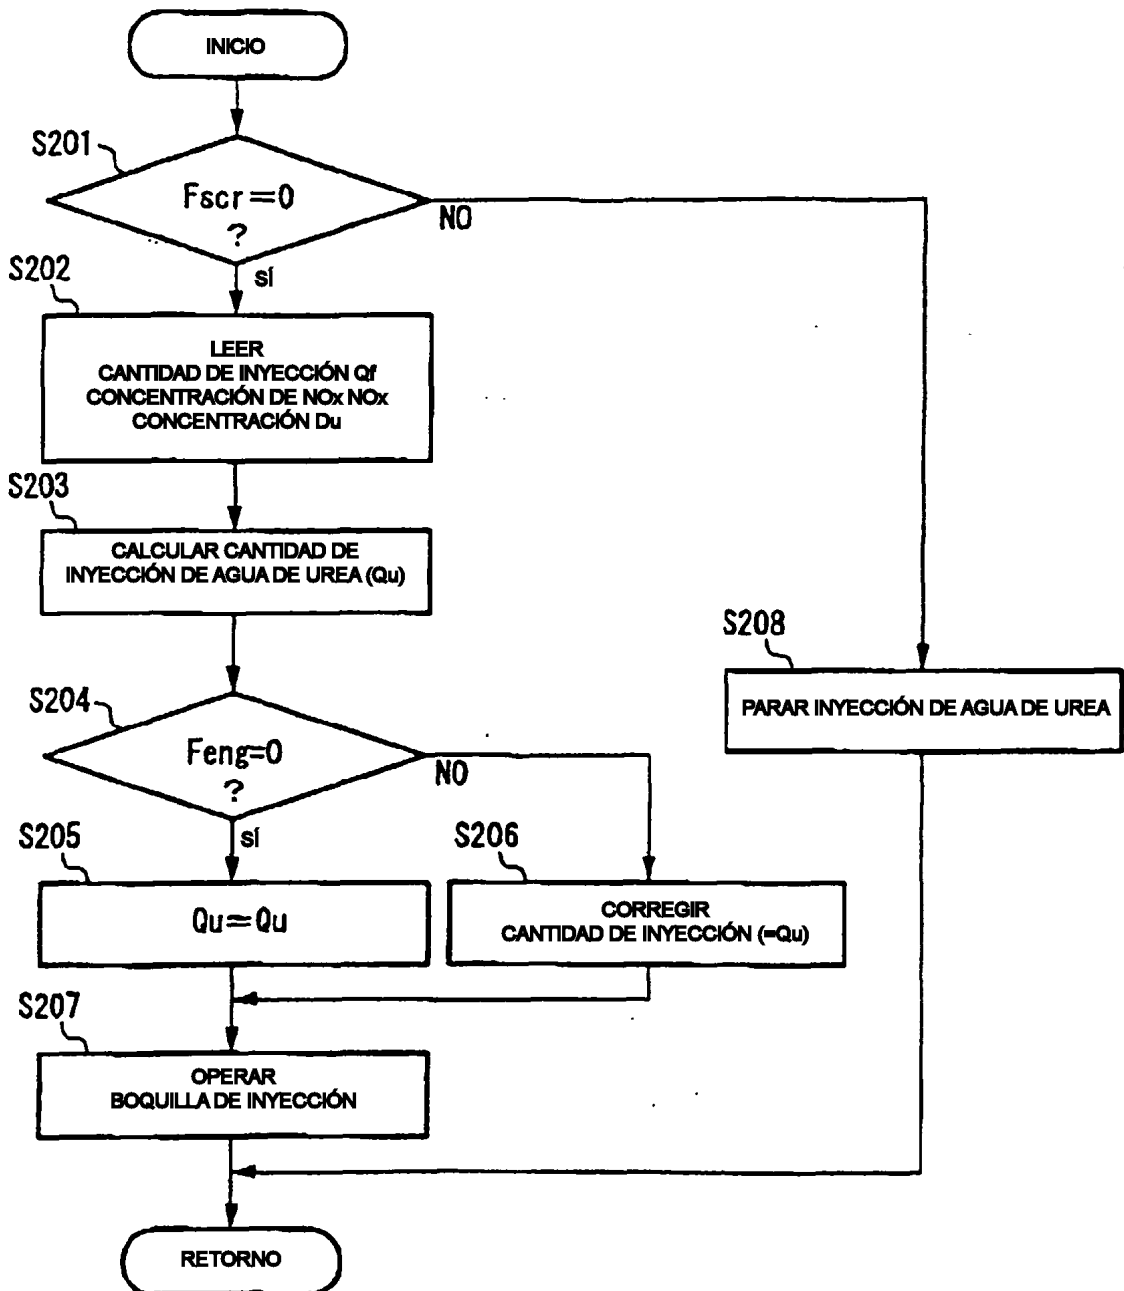 INICIO
S201
Fscr=0
?
NO
SÍ
S202
LEER
CANTIDAD DE INYECCIÓN Qf
CONCENTRACIÓN DE NOx NOx
CONCENTRACIÓN Du
S203
CALCULAR CANTIDAD DE
INYECCIÓN DE AGUA DE UREA (Qu)
S208
PARAR INYECCIÓN DE AGUA DE UREA
S204
Feng=0
?
NO
SÍ
S205
Qu=Qu
S206
CORREGIR
CANTIDAD DE INYECCIÓN (=Qu)
S207
OPERAR
BOQUILLA DE INYECCIÓN
RETORNO